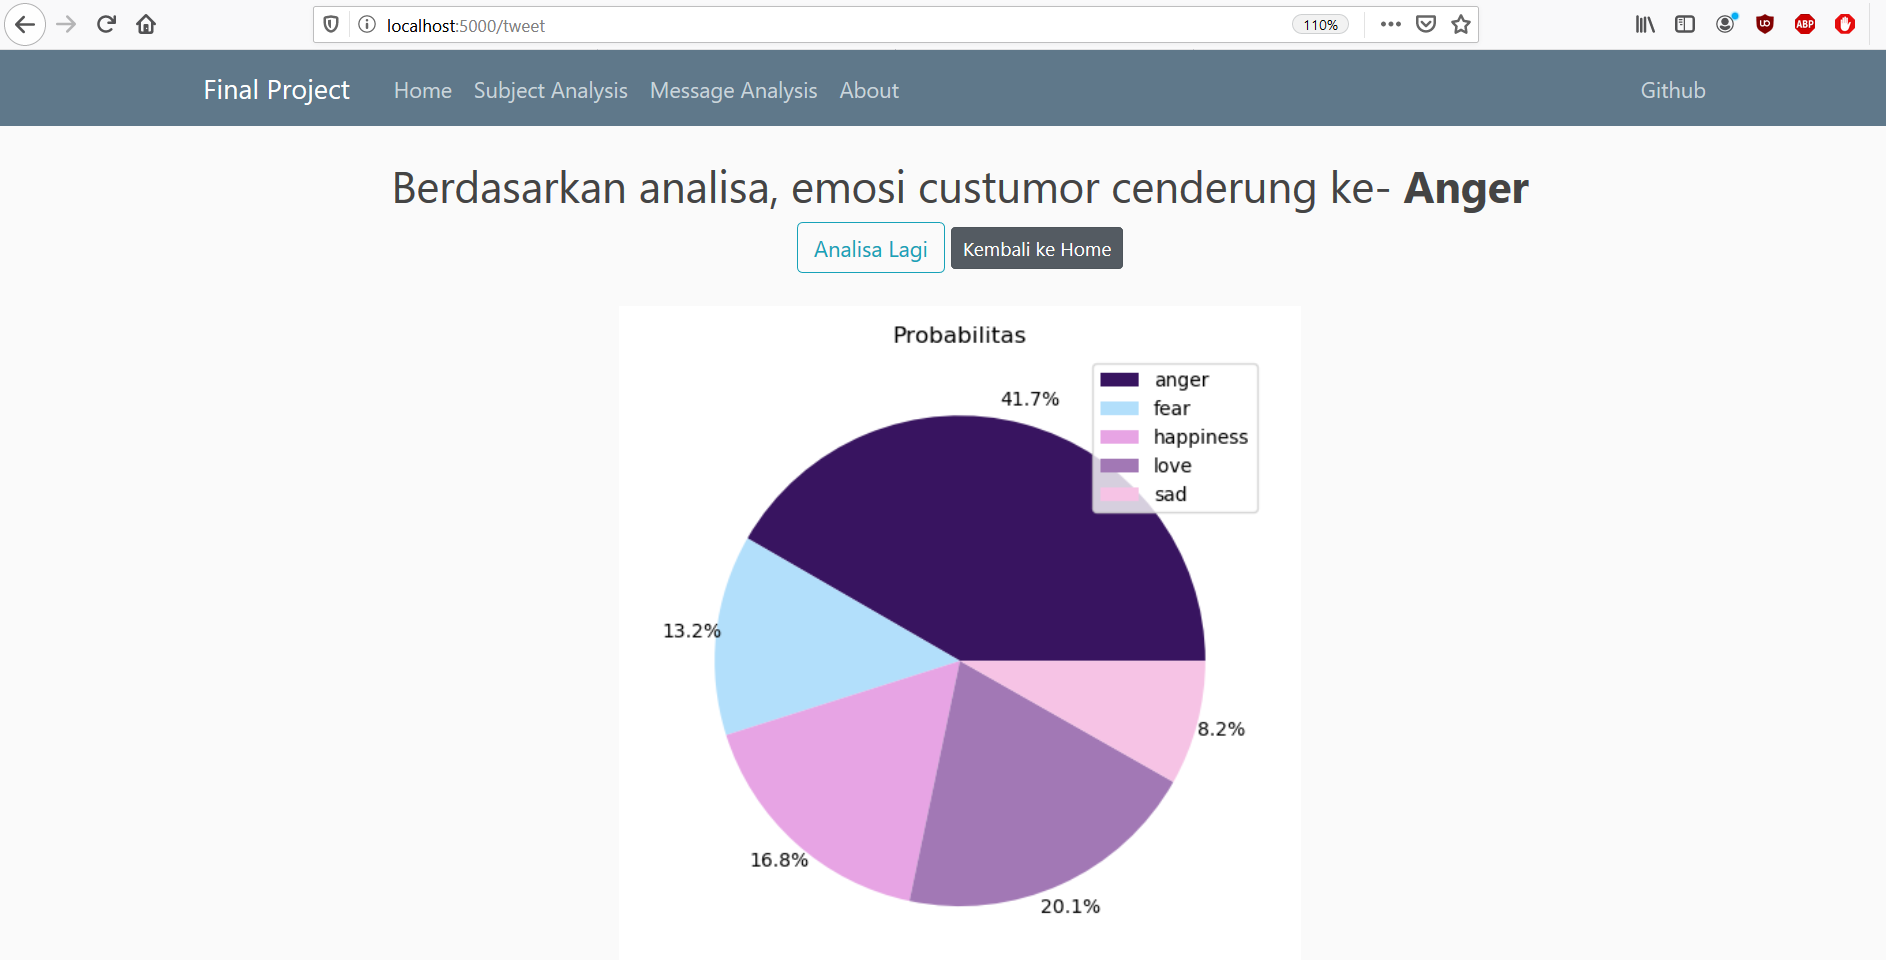 localhost:5000/tweet 110%
Final Project Home Subject Analysis Message Analysis About Github
Berdasarkan analisa, emosi custumor cenderung ke- Anger
Analisa Lagi Kembali ke Home
Probabilitas
anger
fear
happiness
love
sad
41.7%
13.2%
16.8%
20.1%
8.2%
ABP